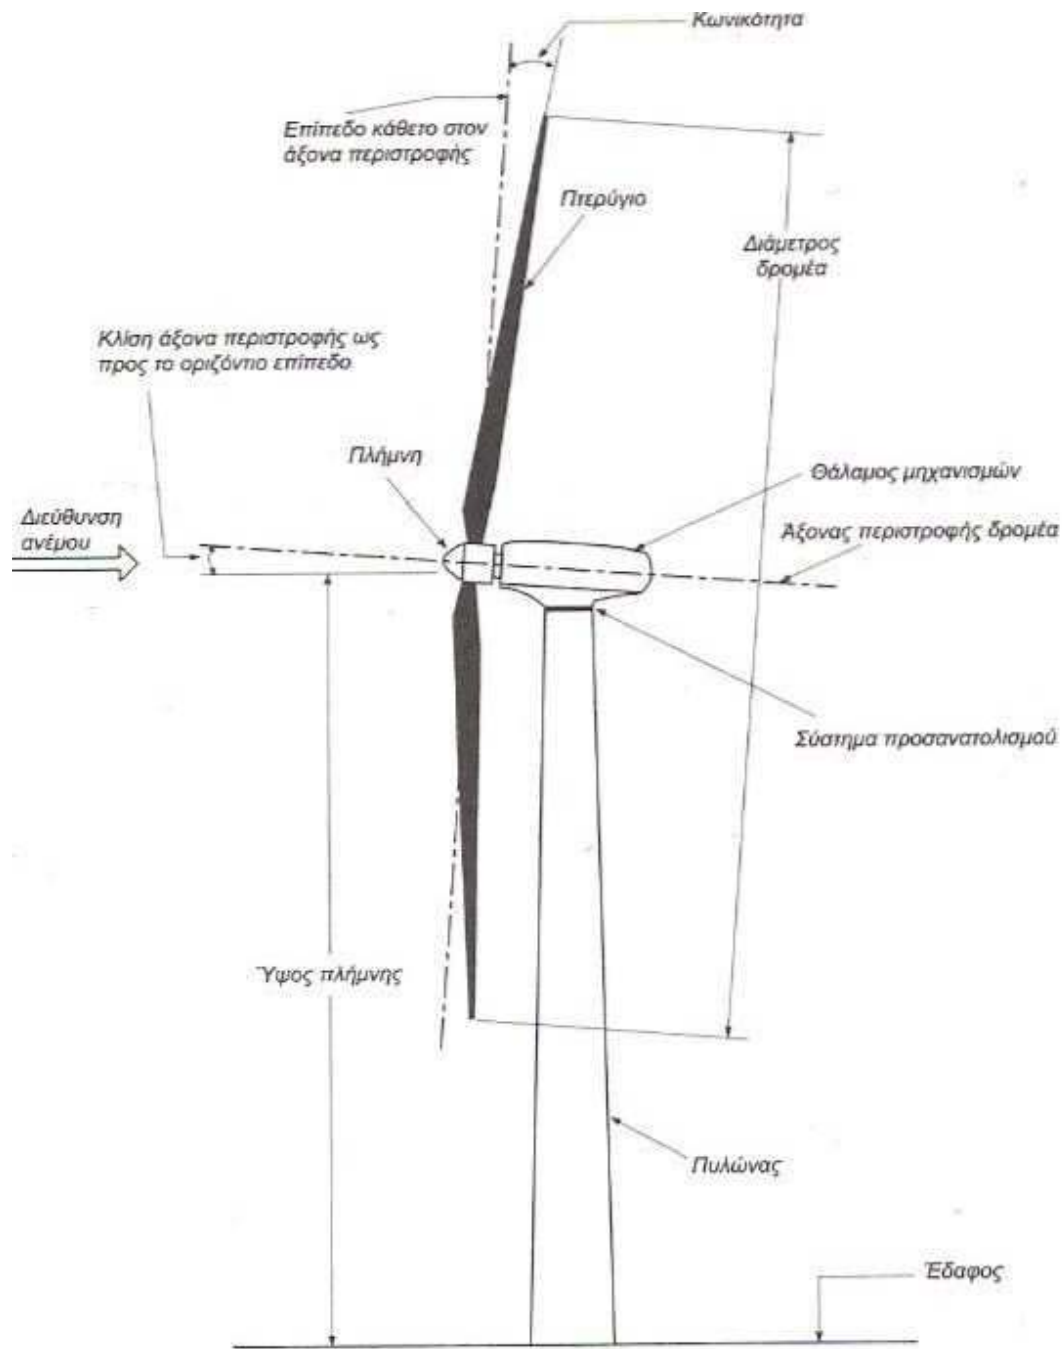 Κωνικότητα
Επίπεδο κάθετο στον
άξονα περιστροφής
Πτερύγιο
Διάμετρος
δρομέα
Κλίση άξονα περιστροφής ως
προς το οριζόντιο επίπεδο
Πλήμνη
Θάλαμος μηχανισμών
Διεύθυνση
ανέμου
Άξονας περιστροφής δρομέα
Σύστημα προσανατολισμού
Ύψος πλήμνης
Πυλώνας
Έδαφος